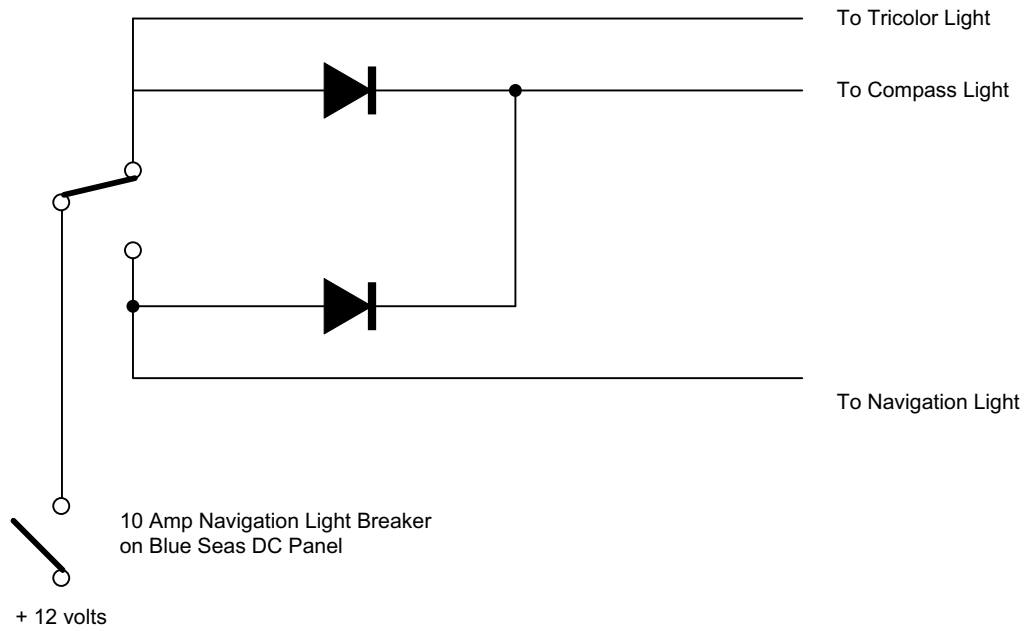 To Tricolor Light
To Compass Light
To Navigation Light
10 Amp Navigation Light Breaker
on Blue Seas DC Panel
+ 12 volts